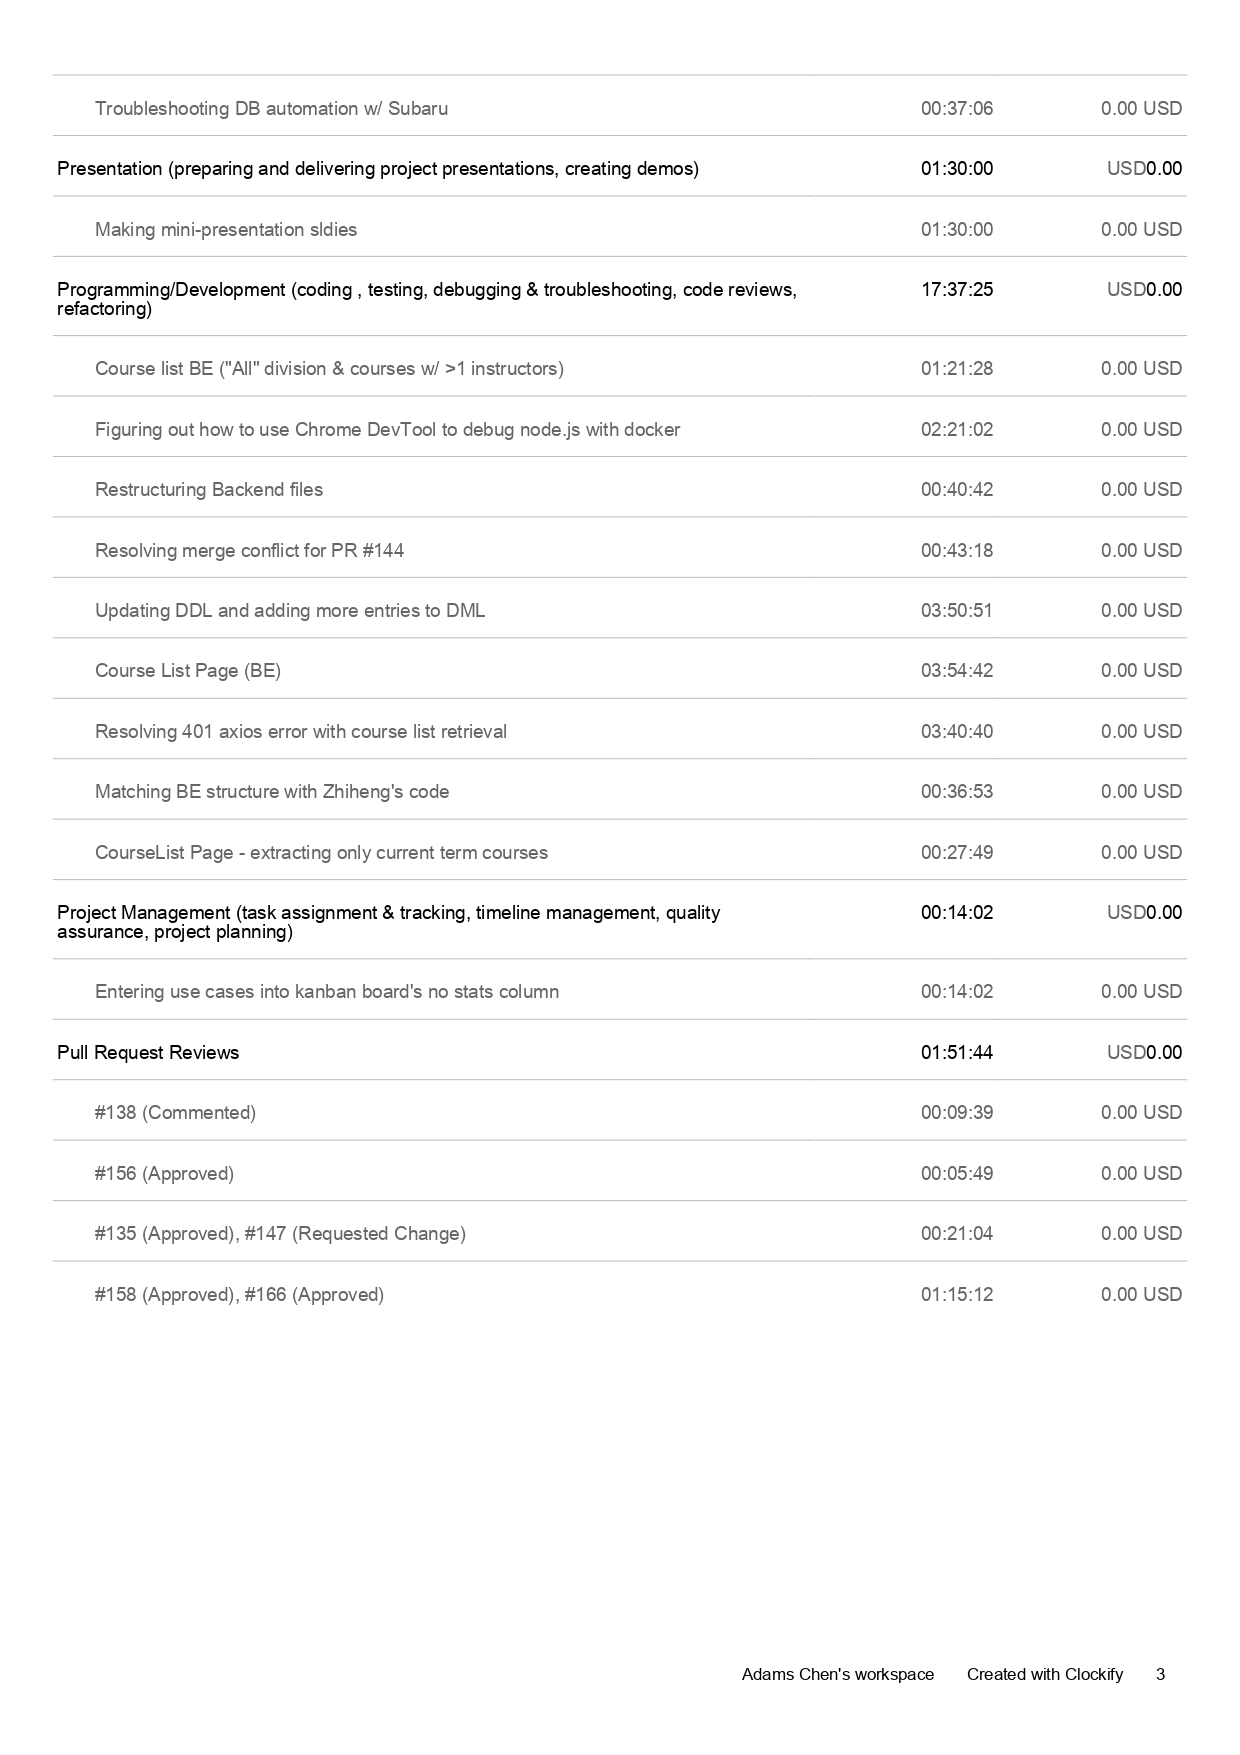 Troubleshooting DB automation w/ Subaru 00:37:06 0.00 USD
Presentation (preparing and delivering project presentations, creating demos) 01:30:00 USD0.00
Making mini-presentation sldies 01:30:00 0.00 USD
Programming/Development (coding , testing, debugging & troubleshooting, code reviews, 17:37:25 USD0.00
refactoring)
Course list BE ("All" division & courses w/ >1 instructors) 01:21:28 0.00 USD
Figuring out how to use Chrome DevTool to debug node.js with docker 02:21:02 0.00 USD
Restructuring Backend files 00:40:42 0.00 USD
Resolving merge conflict for PR #144 00:43:18 0.00 USD
Updating DDL and adding more entries to DML 03:50:51 0.00 USD
Course List Page (BE) 03:54:42 0.00 USD
Resolving 401 axios error with course list retrieval 03:40:40 0.00 USD
Matching BE structure with Zhiheng's code 00:36:53 0.00 USD
CourseList Page - extracting only current term courses 00:27:49 0.00 USD
Project Management (task assignment & tracking, timeline management, quality 00:14:02 USD0.00
assurance, project planning)
Entering use cases into kanban board's no stats column 00:14:02 0.00 USD
Pull Request Reviews 01:51:44 USD0.00
#138 (Commented) 00:09:39 0.00 USD
#156 (Approved) 00:05:49 0.00 USD
#135 (Approved), #147 (Requested Change) 00:21:04 0.00 USD
#158 (Approved), #166 (Approved) 01:15:12 0.00 USD
Adams Chen's workspace Created with Clockify 3